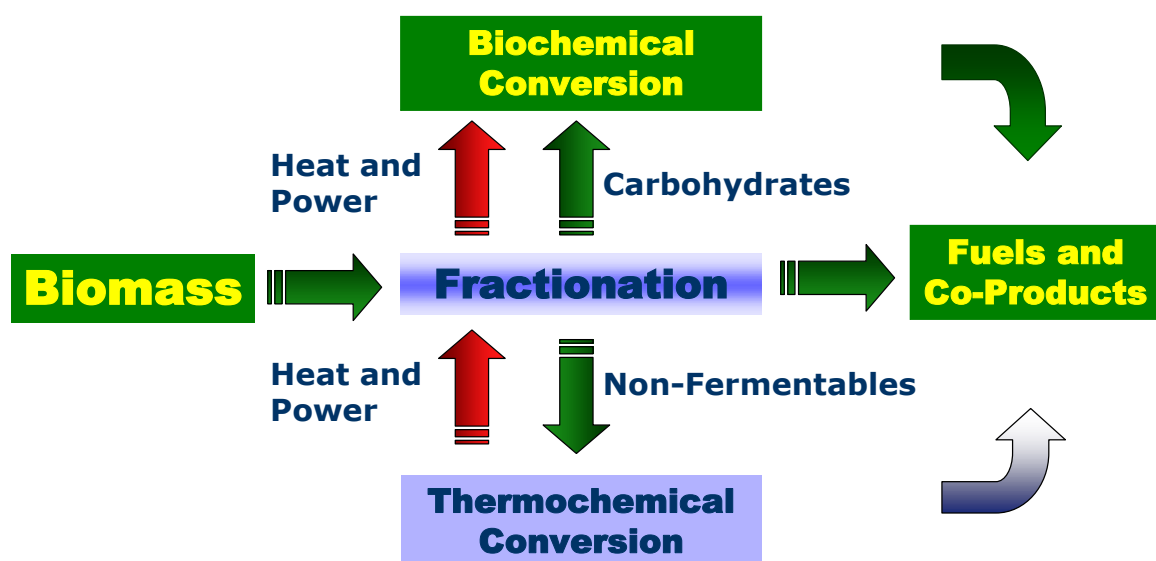 Biochemical
Conversion
Heat and
Power
Carbohydrates
Biomass
Fractionation
Fuels and
Co-Products
Heat and
Power
Non-Fermentables
Thermochemical
Conversion